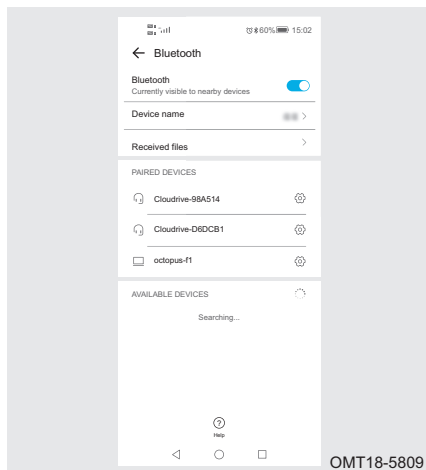 60% 15:02
Bluetooth
Bluetooth
Currently visible to nearby devices
Device name
Received files
PAIRED DEVICES
Cloudrive-98A514
Cloudrive-D6DCB1
octopus-f1
AVAILABLE DEVICES
Searching...
?
Help
OMT18-5809